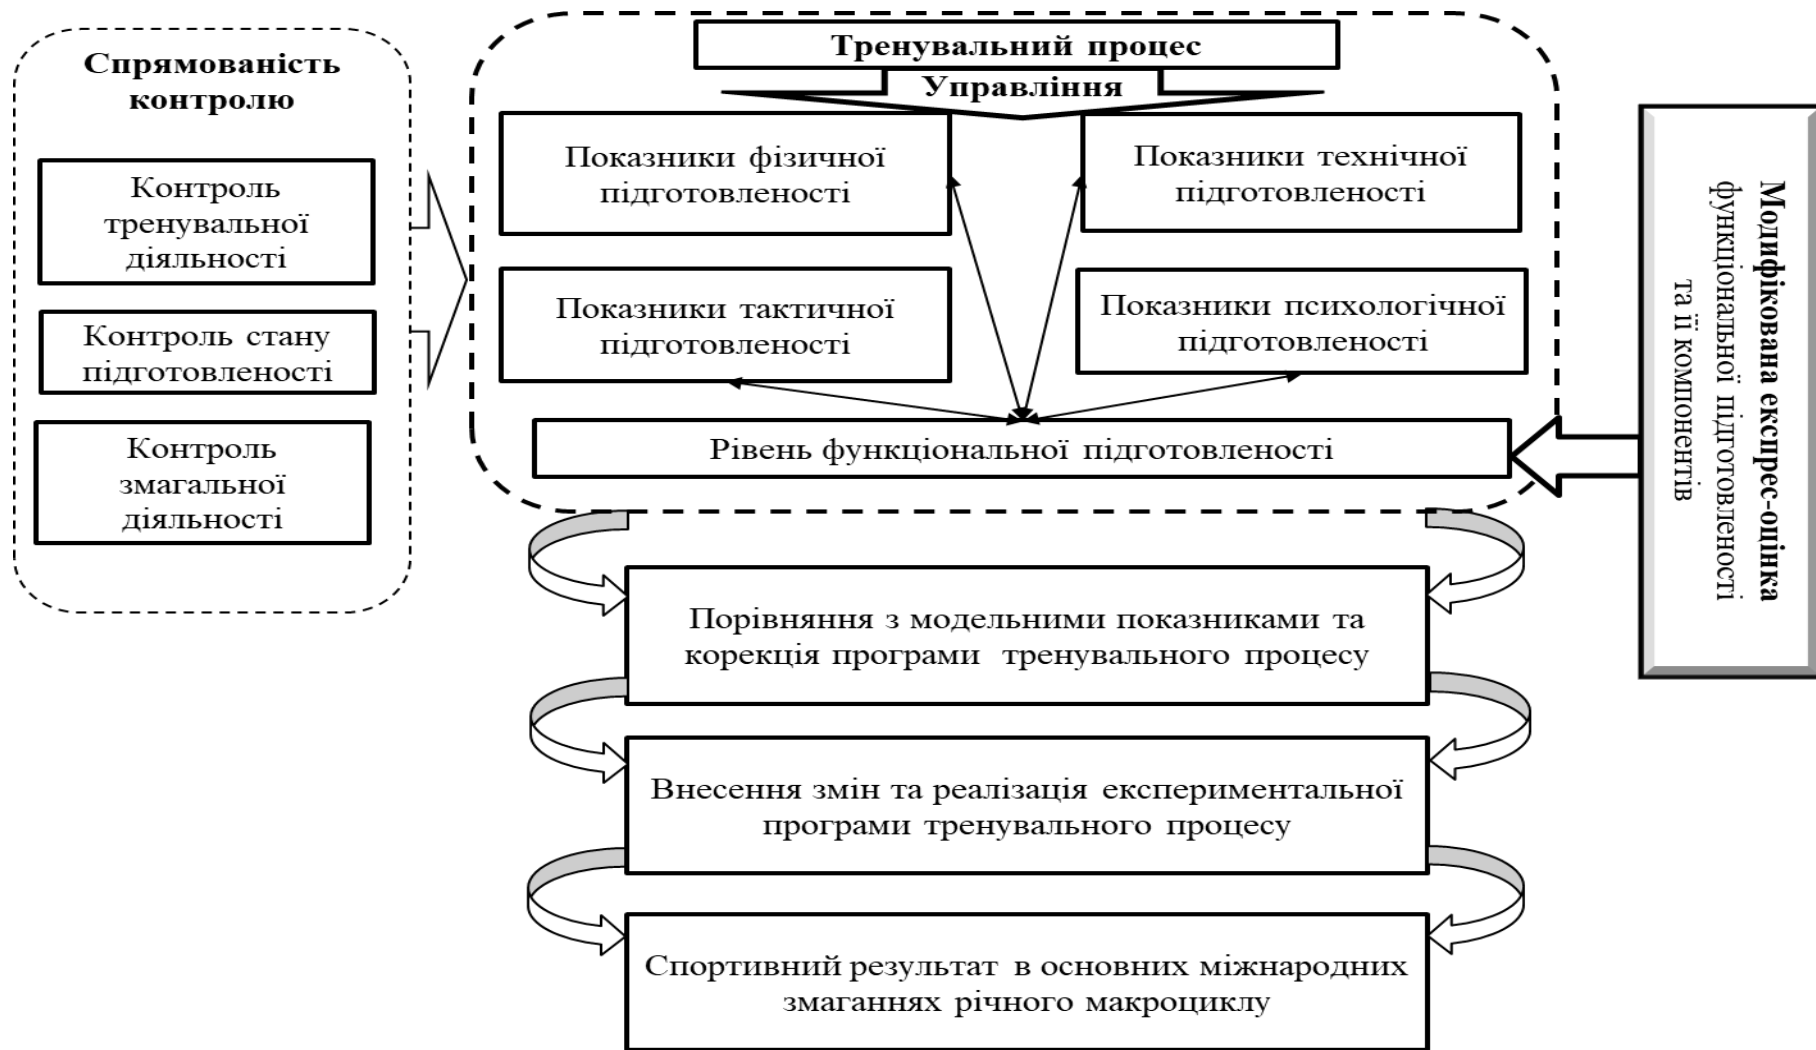 Спрямованість
контролю
Контроль
тренувальної
діяльності
Контроль стану
підготовленості
Контроль
змагальної
діяльності
Тренувальний процес
Управління
Показники фізичної
підготовленості
Показники технічної
підготовленості
Показники тактичної
підготовленості
Показники психологічної
підготовленості
Рівень функціональної підготовленості
Модифікована експрес-оцінка
функціональної підготовленості
та її компонентів
Порівняння з модельними показниками та
корекція програми тренувального процесу
Внесення змін та реалізація експериментальної
програми тренувального процесу
Спортивний результат в основних міжнародних
змаганнях річного макроциклу